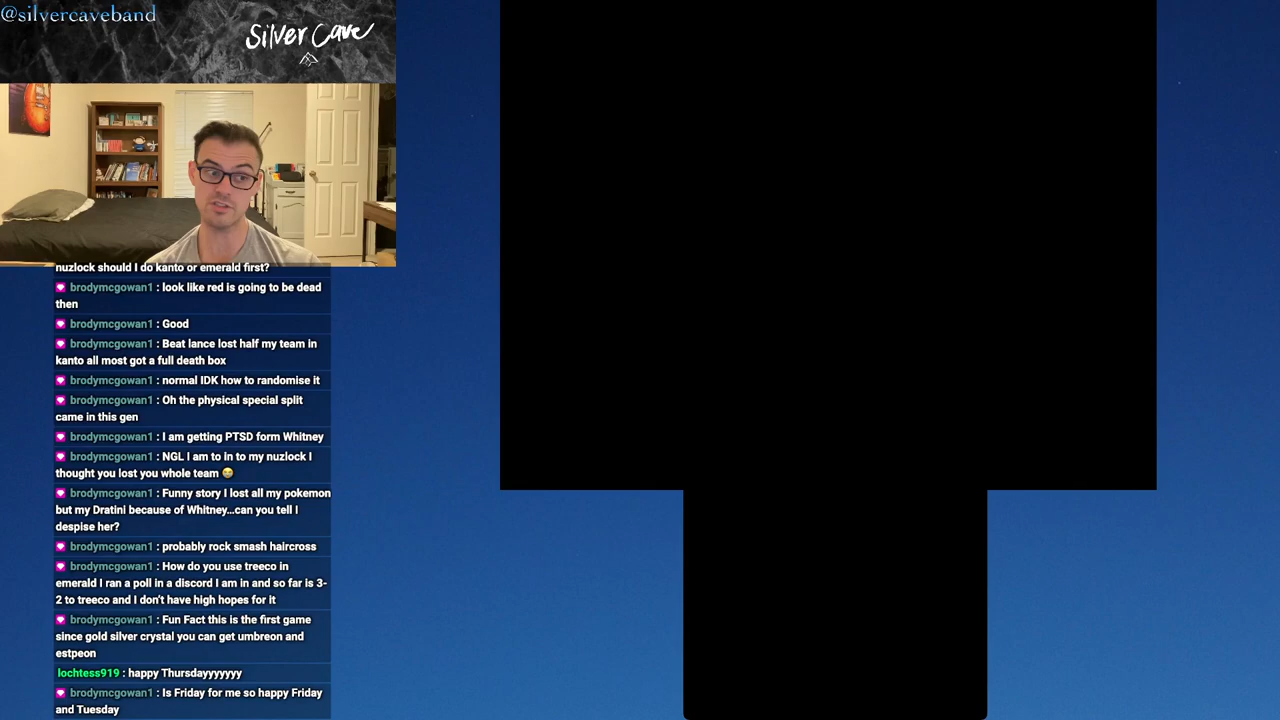 @silvercaveband
Silver Cave
nuzlock should I do kanto or emerald first?
brodymcgowan1 : look like red is going to be dead
then
brodymcgowan1 : Good
brodymcgowan1 : Beat lance lost half my team in
kanto all most got a full death box
brodymcgowan1 : normal IDK how to randomise it
brodymcgowan1 : Oh the physical special split
came in this gen
brodymcgowan1 : I am getting PTSD form Whitney
brodymcgowan1 : NGL I am to in to my nuzlock I
thought you lost you whole team 😂
brodymcgowan1 : Funny story I lost all my pokemon
but my Dratini because of Whitney...can you tell I
despise her?
brodymcgowan1 : probably rock smash haircross
brodymcgowan1 : How do you use treeco in
emerald I ran a poll in a discord I am in and so far is 3-
2 to treeco and I don't have high hopes for it
brodymcgowan1 : Fun Fact this is the first game
since gold silver crystal you can get umbreon and
estpeon
lochtess919 : happy Thursdayyyyyyy
brodymcgowan1 : Is Friday for me so happy Friday
and Tuesday